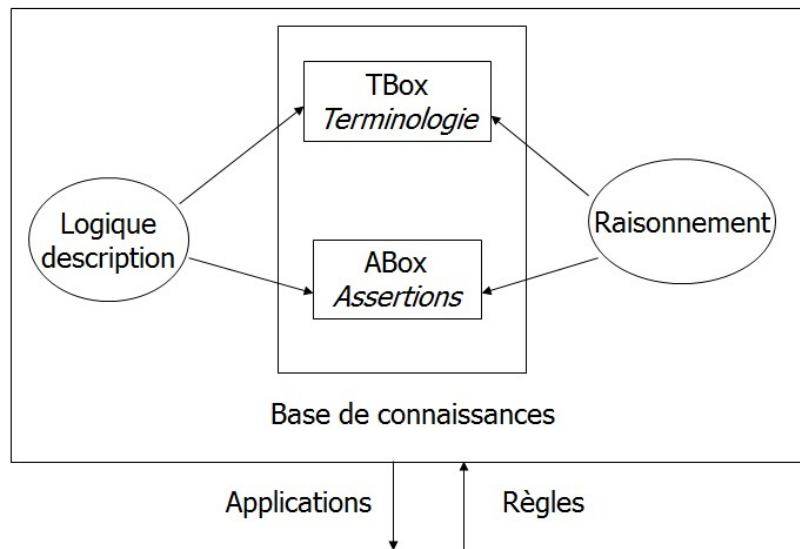 TBox
Terminologie
Logique
description
Raisonnement
ABox
Assertions
Base de connaissances
Applications
Règles